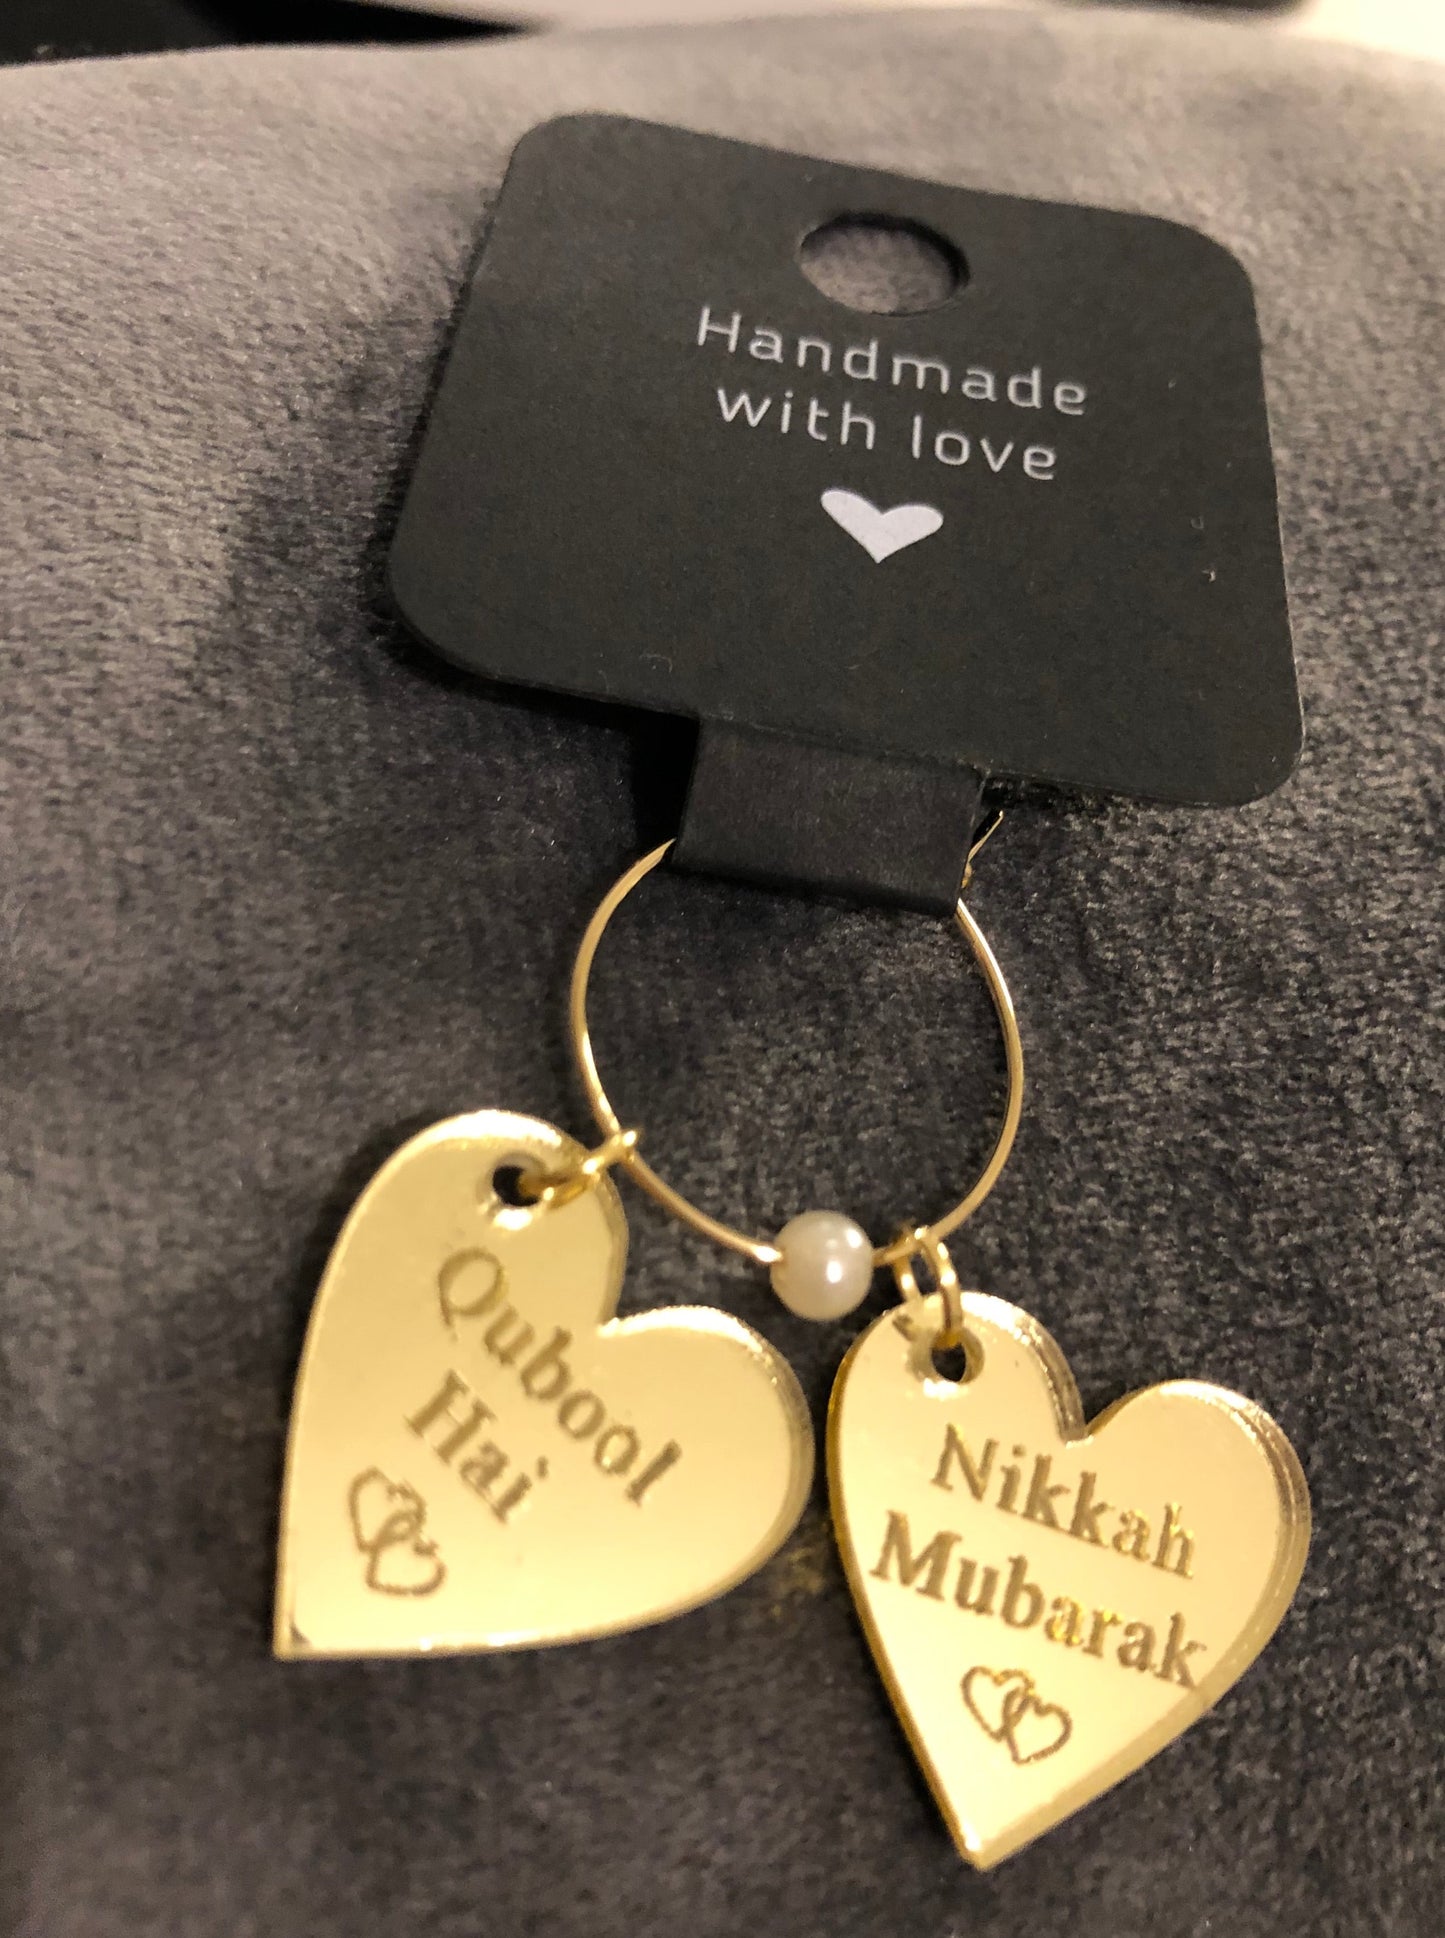 Handmade
with love
Qubool
Hai
Nikkah
Mubarak